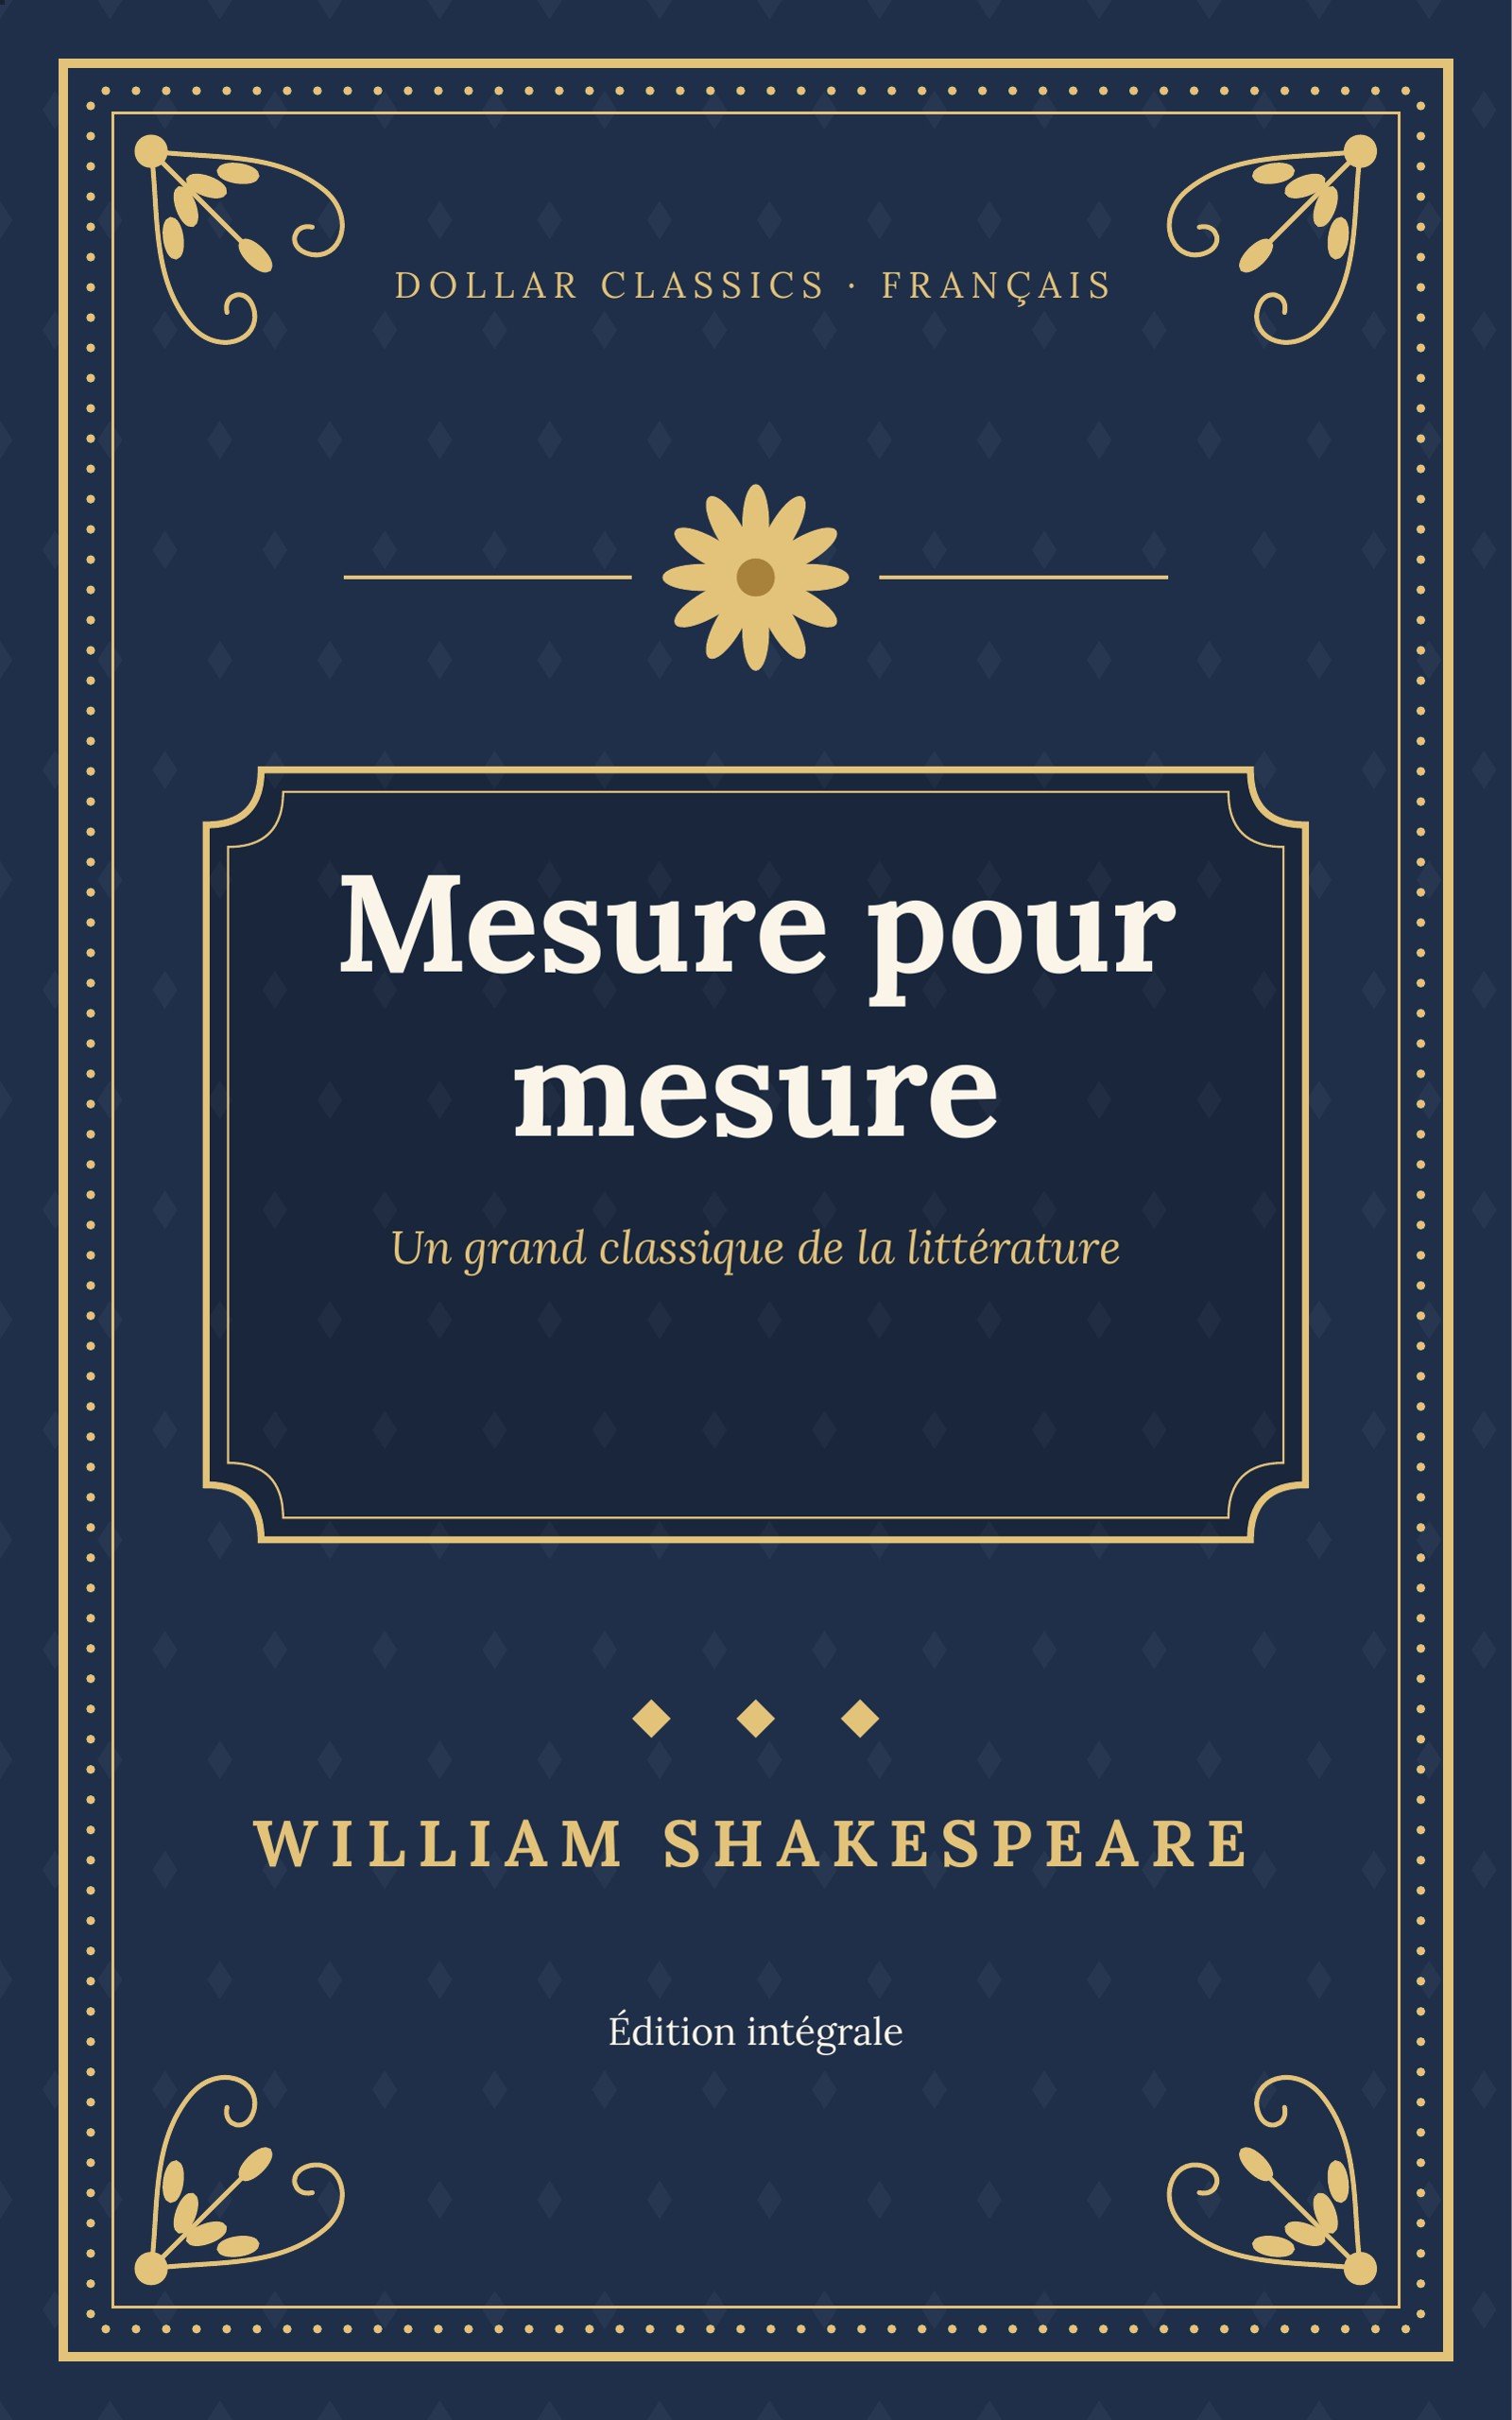 DOLLAR CLASSICS · FRANÇAIS
Mesure pour
mesure
Un grand classique de la littérature
WILLIAM SHAKESPEARE
Édition intégrale